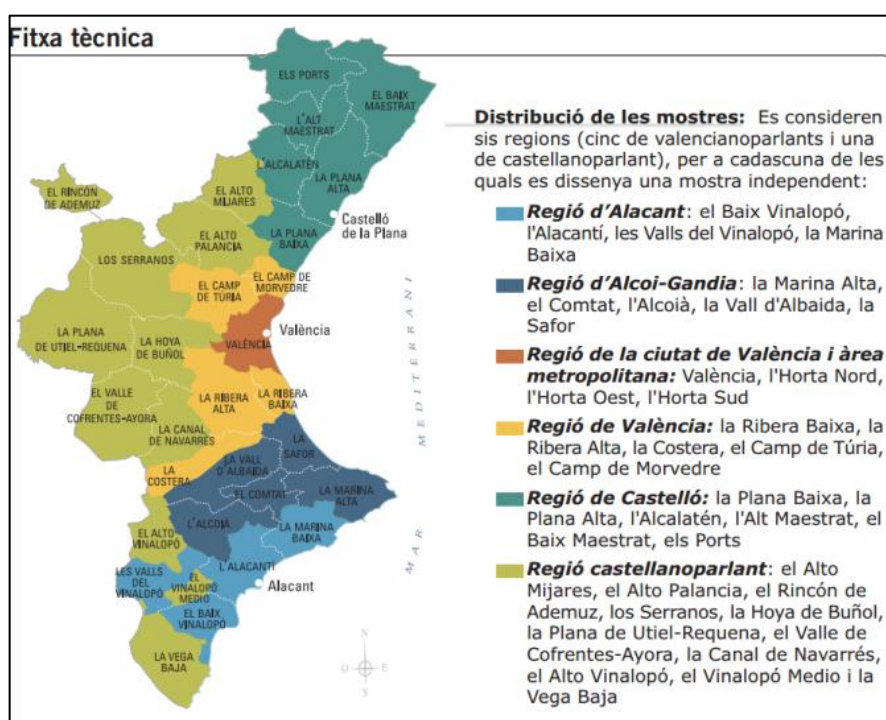 Fitxa tècnica
ELS PORTS
EL BAIX
MAESTRAT
L'ALT
MAESTRAT
L'ALCALATÉN
LA PLANA
ALTA
EL RINCÓN
DE ADEMUZ
EL ALTO
MIJARES
Castelló
de la Plana
EL ALTO
PALANCIA
LA PLANA
BAIXA
LOS SERRANOS
EL CAMP
DE TÚRIA
EL CAMP DE
MORVEDRE
València
VALÈNCIA
LA PLANA
DE UTIEL-REQUENA
LA HOYA
DE BUÑOL
EL VALLE
DE
COFRENTES-AYORA
LA RIBERA
ALTA
LA RIBERA
BAIXA
LA CANAL
DE NAVARRÉS
LA
SAFOR
LA
COSTERA
LA VALL
D'ALBAIDA
EL COMTAT
LA MARINA
ALTA
L'ALCOIÀ
LA MARINA
BAIXA
EL ALTO
VINALOPÓ
L'ALACANTÍ
LES VALLS
DEL
VINALOPÓ
EL
VINALOPÓ
MEDIO
Alacant
EL BAIX
VINALOPÓ
LA VEGA
BAJA
MAR MEDITERRANI
N
O E
S
Distribució de les mostres: Es consideren
sis regions (cinc de valencianoparlants i una
de castellanoparlant), per a cadascuna de les
quals es dissenya una mostra independent:
Regió d'Alacant: el Baix Vinalopó,
l'Alacantí, les Valls del Vinalopó, la Marina
Baixa
Regió d'Alcoi-Gandia: la Marina Alta,
el Comtat, l'Alcoià, la Vall d'Albaida, la
Safor
Regió de la ciutat de València i àrea
metropolitana: València, l'Horta Nord,
l'Horta Oest, l'Horta Sud
Regió de València: la Ribera Baixa, la
Ribera Alta, la Costera, el Camp de Túria,
el Camp de Morvedre
Regió de Castelló: la Plana Baixa, la
Plana Alta, l'Alcalatén, l'Alt Maestrat, el
Baix Maestrat, els Ports
Regió castellanoparlant: el Alto
Mijares, el Alto Palancia, el Rincón de
Ademuz, los Serranos, la Hoya de Buñol,
la Plana de Utiel-Requena, el Valle de
Cofrentes-Ayora, la Canal de Navarrés,
el Alto Vinalopó, el Vinalopó Medio i la
Vega Baja